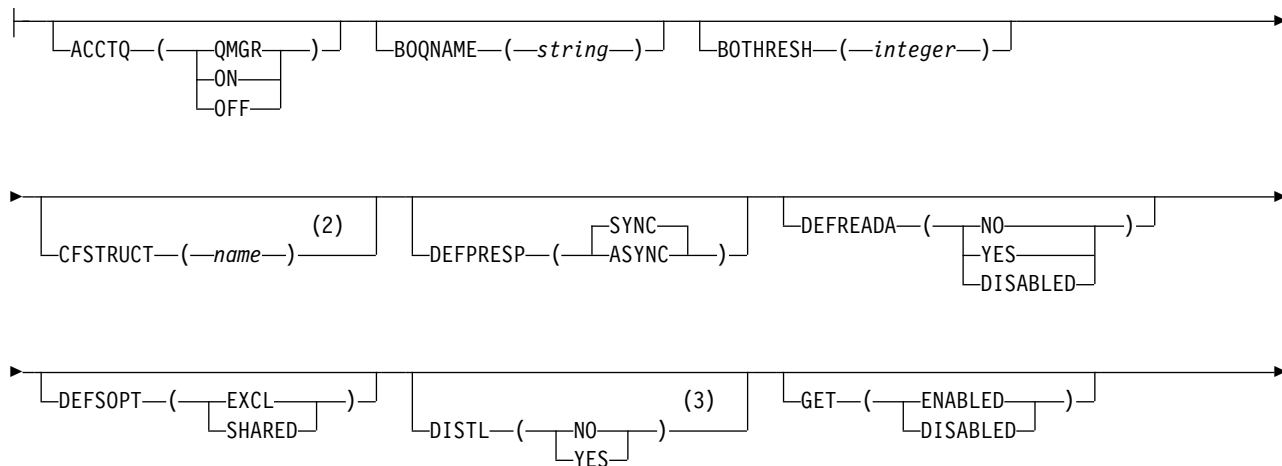 ACCTQ ( QMGR ) BOQNAME ( string ) BOTHRESH ( integer )
ON
OFF
(2) SYNC DEFREADA ( NO )
CFSTRUCT ( name ) DEFPRESP ( ASYNC ) YES
DISABLED
DEFSOPT ( EXCL ) (3) GET ( ENABLED )
SHARED DISTL ( NO ) DISABLED
YES